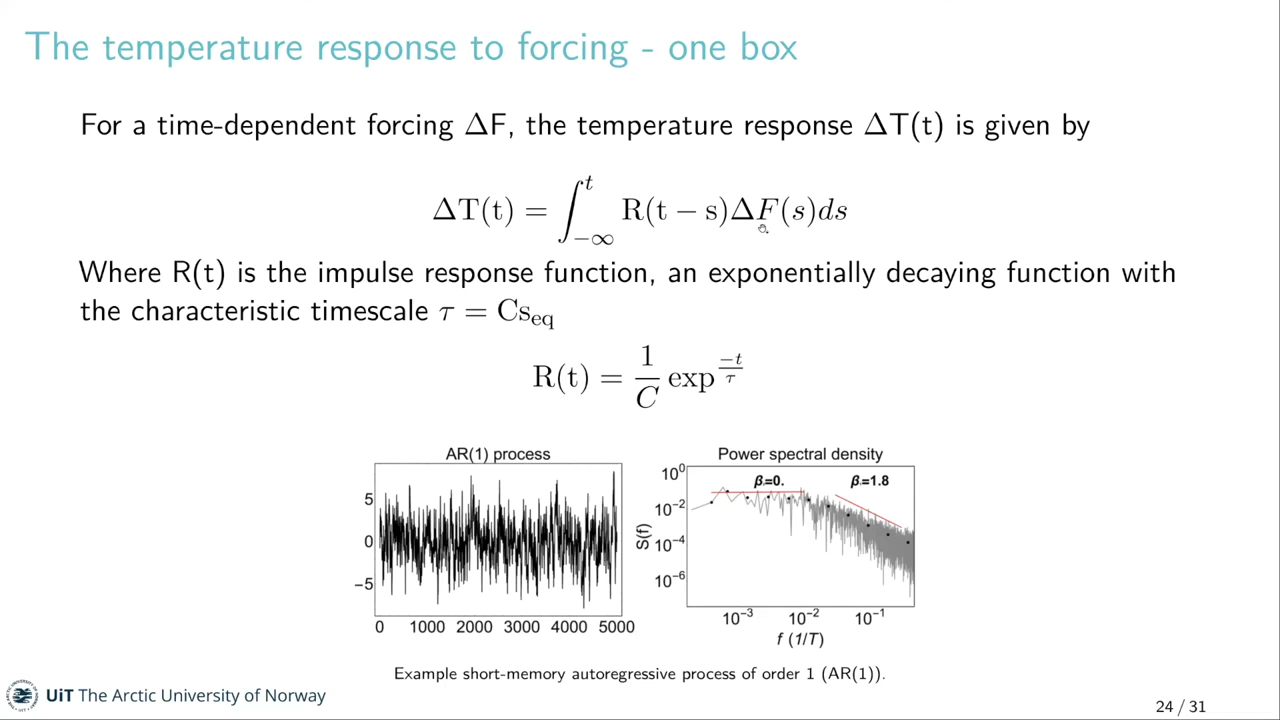 The temperature response to forcing - one box
For a time-dependent forcing ΔF, the temperature response ΔT(t) is given by
ΔT(t) = ∫_{−∞}^{t} R(t − s)ΔF(s)ds
Where R(t) is the impulse response function, an exponentially decaying function with
the characteristic timescale τ = Cs_eq
R(t) = 1/C exp^{−t/τ}
AR(1) process
5
0
−5
0 1000 2000 3000 4000 5000
Power spectral density
β=0. β=1.8
10^0
10^−2
10^−4
10^−6
S(f)
10^−3 10^−2 10^−1
f (1/T)
Example short-memory autoregressive process of order 1 (AR(1)).
UiT The Arctic University of Norway
24 / 31